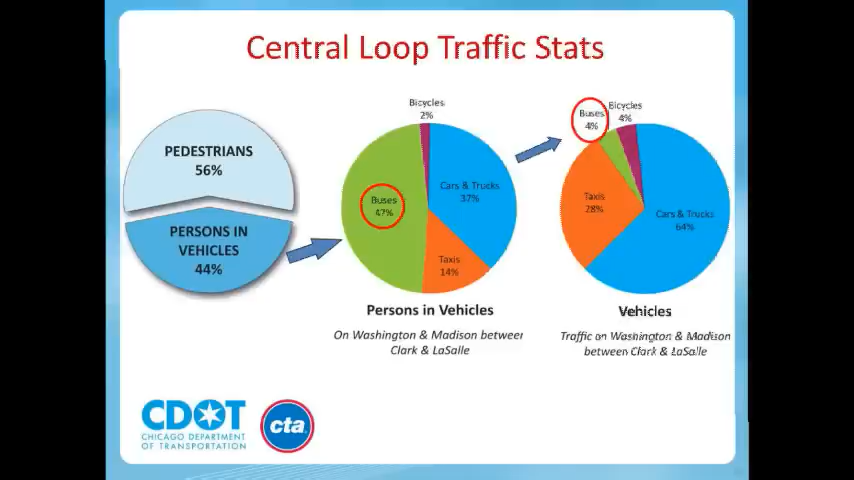 Central Loop Traffic Stats
PEDESTRIANS
56%
PERSONS IN
VEHICLES
44%
Bicycles
2%
Buses
47%
Cars & Trucks
37%
Taxis
14%
Persons in Vehicles
On Washington & Madison between
Clark & LaSalle
Buses
4%
Bicycles
4%
Taxis
28%
Cars & Trucks
64%
Vehicles
Traffic on Washington & Madison
between Clark & LaSalle
CDOT
CHICAGO DEPARTMENT
OF TRANSPORTATION
cta